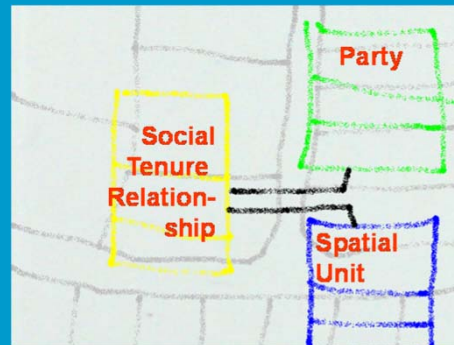 Party
Social
Tenure
Relation-
ship
Spatial
Unit